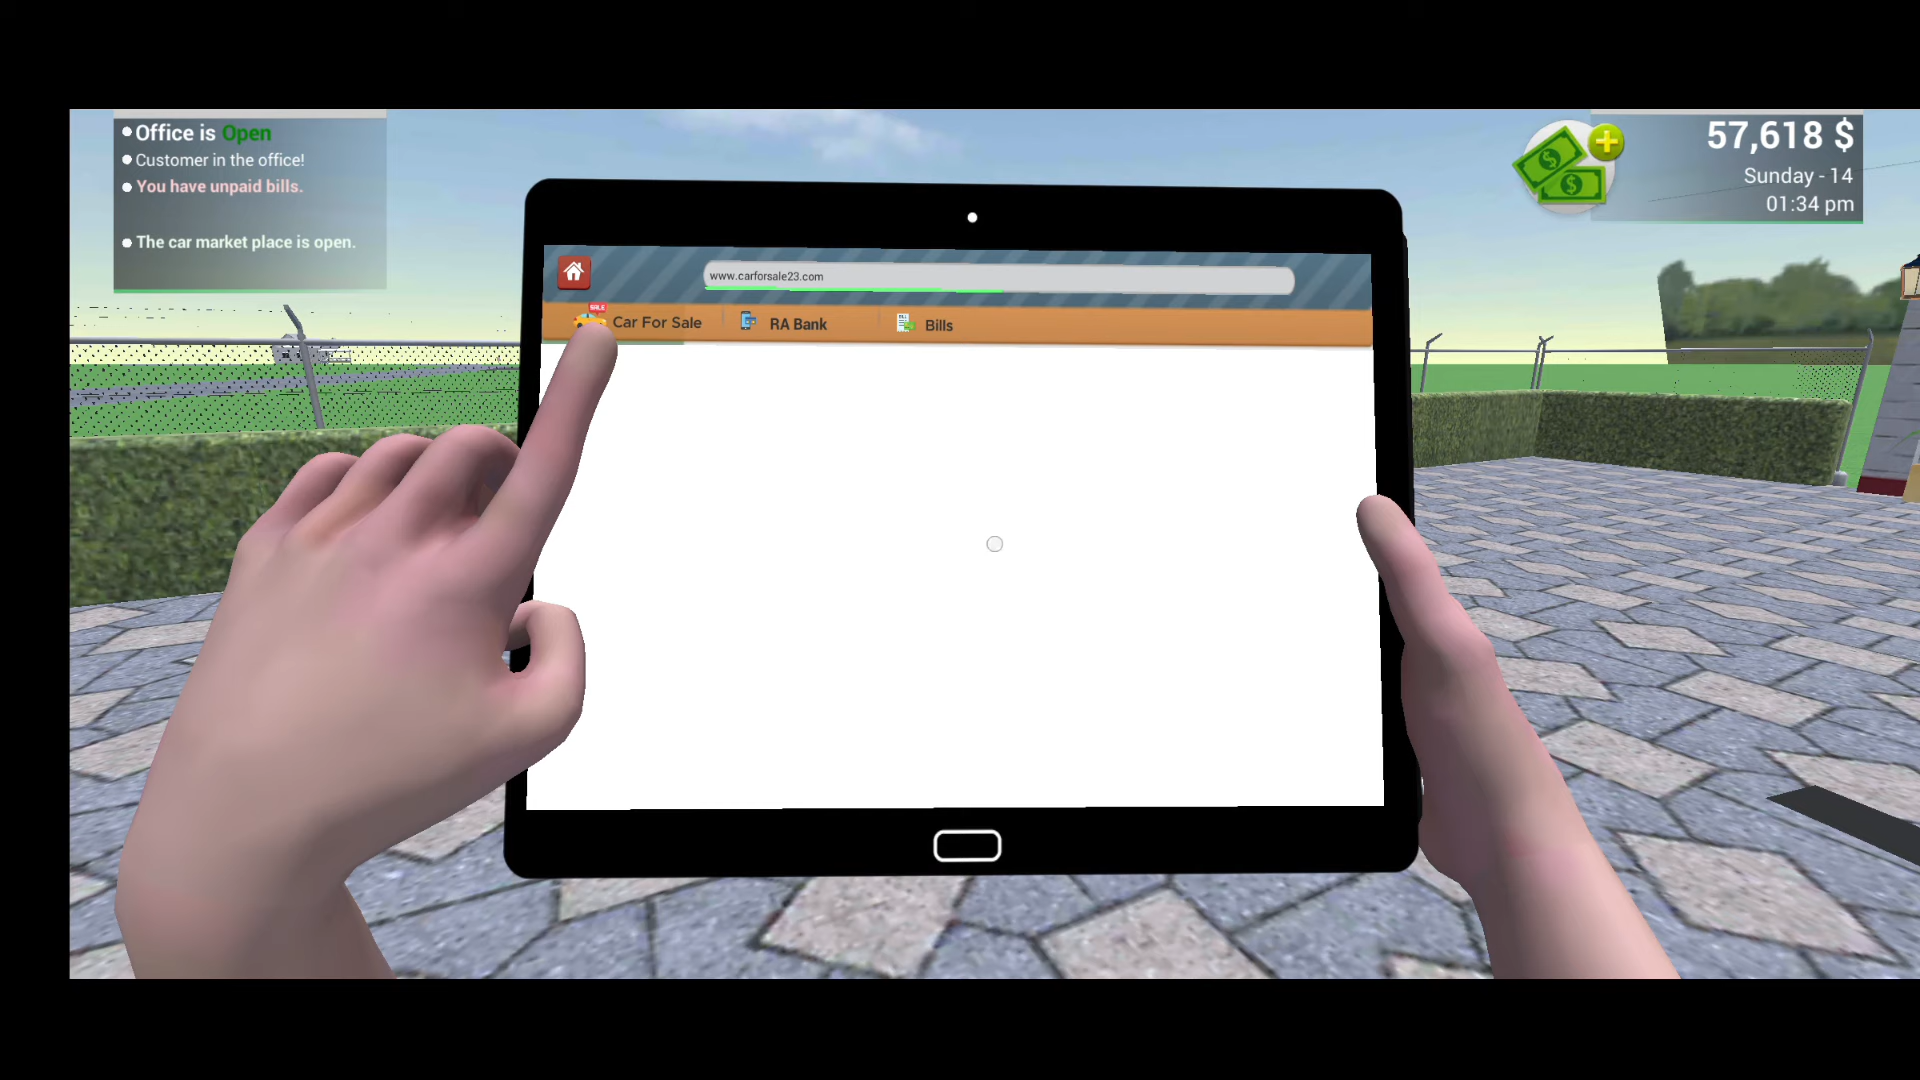 Office is Open
Customer in the office!
You have unpaid bills.
The car market place is open.
57,618 $
Sunday - 14
01:34 pm
www.carforsale23.com
SALE
Car For Sale
RA Bank
Bills